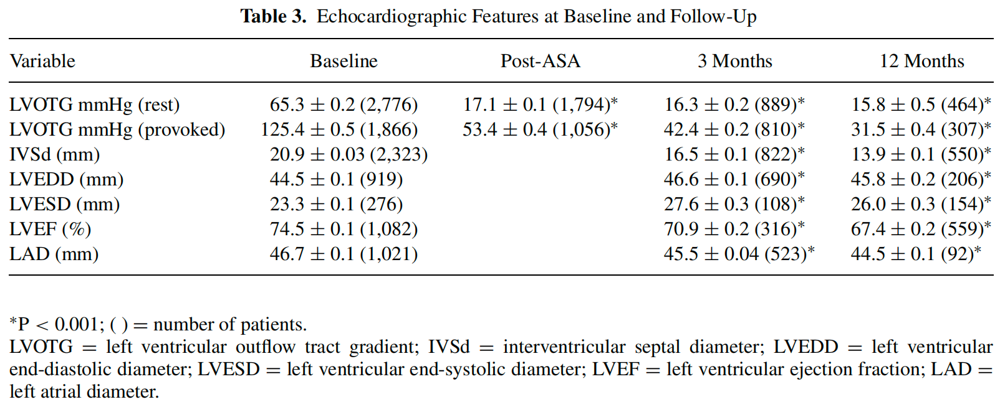 Table 3. Echocardiographic Features at Baseline and Follow-Up
Variable Baseline Post-ASA 3 Months 12 Months
LVOTG mmHg (rest) 65.3 ± 0.2 (2,776) 17.1 ± 0.1 (1,794)* 16.3 ± 0.2 (889)* 15.8 ± 0.5 (464)*
LVOTG mmHg (provoked) 125.4 ± 0.5 (1,866) 53.4 ± 0.4 (1,056)* 42.4 ± 0.2 (810)* 31.5 ± 0.4 (307)*
IVSd (mm) 20.9 ± 0.03 (2,323) 16.5 ± 0.1 (822)* 13.9 ± 0.1 (550)*
LVEDD (mm) 44.5 ± 0.1 (919) 46.6 ± 0.1 (690)* 45.8 ± 0.2 (206)*
LVESD (mm) 23.3 ± 0.1 (276) 27.6 ± 0.3 (108)* 26.0 ± 0.3 (154)*
LVEF (%) 74.5 ± 0.1 (1,082) 70.9 ± 0.2 (316)* 67.4 ± 0.2 (559)*
LAD (mm) 46.7 ± 0.1 (1,021) 45.5 ± 0.04 (523)* 44.5 ± 0.1 (92)*
*P < 0.001; ( ) = number of patients.
LVOTG = left ventricular outflow tract gradient; IVSd = interventricular septal diameter; LVEDD = left ventricular
end-diastolic diameter; LVESD = left ventricular end-systolic diameter; LVEF = left ventricular ejection fraction; LAD =
left atrial diameter.